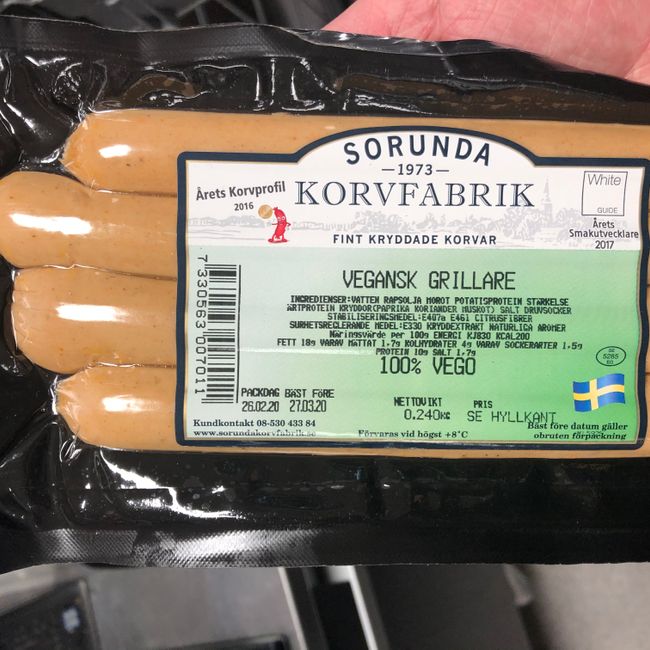 SORUNDA
—1973—
KORVFABRIK
Årets Korvprofil
2016
White
GUIDE
Årets
Smakutvecklare
2017
FINT KRYDDADE KORVAR
VEGANSK GRILLARE
INGREDIENSER:VATTEN RAPSOLJA MOROT POTATISPROTEIN STÄRKELSE
ÄRTPROTEIN KRYDDOR(PAPRIKA KORIANDER MUSKOT) SALT DRUVSOCKER
STABILISERINGSMEDEL:E407a E461 CITRUSFIBRER
SURHETSREGLERANDE MEDEL:E330 KRYDDEXTRAKT NATURLIGA AROMER
Näringsvärde per 100g ENERGI KJ830 KCAL200
FETT 18g VARAV MÄTTAT 1,7g KOLHYDRATER 4g VARAV SOCKERARTER 1,5g
PROTEIN 10g SALT 1,7g
100% VEGO
7 330563 007011
SE
5285
EG
PACKDAG BÄST FÖRE
26.02.20 27.03.20
NETTOVIKT PRIS
0.240KG SE HYLLKANT
Kundkontakt 08-530 433 84
www.sorundakorvfabrik.se
Förvaras vid högst +8°C
Bäst före datum gäller
obruten förpackning